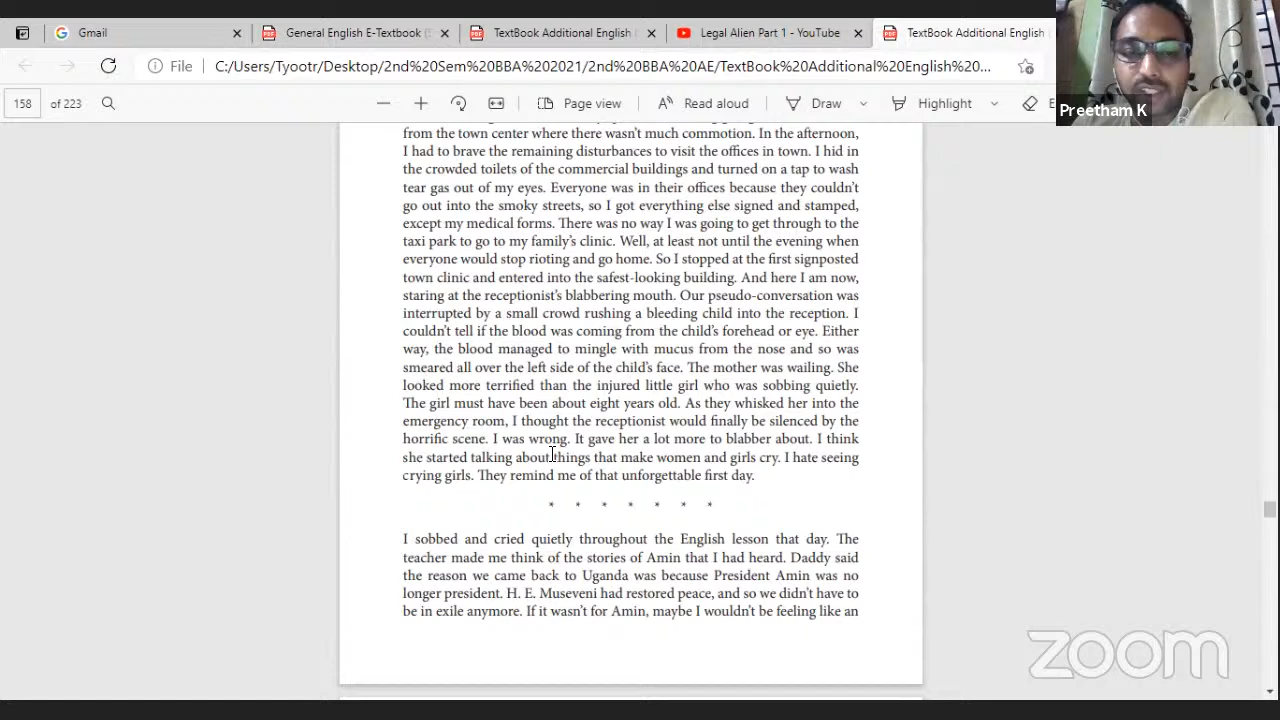 Gmail
General English E-Textbook (
TextBook Additional English
Legal Alien Part 1 - YouTube
TextBook Additional English
File
C:/Users/Tyootr/Desktop/2nd%20Sem%20BBA%202021/2nd%20BBA%20AE/TextBook%20Additional%20English%20...
Preetham K
158 of 223
Page view
Read aloud
Draw
Highlight
from the town center where there wasn't much commotion. In the afternoon,
I had to brave the remaining disturbances to visit the offices in town. I hid in
the crowded toilets of the commercial buildings and turned on a tap to wash
tear gas out of my eyes. Everyone was in their offices because they couldn't
go out into the smoky streets, so I got everything else signed and stamped,
except my medical forms. There was no way I was going to get through to the
taxi park to go to my family's clinic. Well, at least not until the evening when
everyone would stop rioting and go home. So I stopped at the first signposted
town clinic and entered into the safest-looking building. And here I am now,
staring at the receptionist's blabbering mouth. Our pseudo-conversation was
interrupted by a small crowd rushing a bleeding child into the reception. I
couldn't tell if the blood was coming from the child's forehead or eye. Either
way, the blood managed to mingle with mucus from the nose and so was
smeared all over the left side of the child's face. The mother was wailing. She
looked more terrified than the injured little girl who was sobbing quietly.
The girl must have been about eight years old. As they whisked her into the
emergency room, I thought the receptionist would finally be silenced by the
horrific scene. I was wrong. It gave her a lot more to blabber about. I think
she started talking about things that make women and girls cry. I hate seeing
crying girls. They remind me of that unforgettable first day.
* * * * * * *
I sobbed and cried quietly throughout the English lesson that day. The
teacher made me think of the stories of Amin that I had heard. Daddy said
the reason we came back to Uganda was because President Amin was no
longer president. H. E. Museveni had restored peace, and so we didn't have to
be in exile anymore. If it wasn't for Amin, maybe I wouldn't be feeling like an
zoom